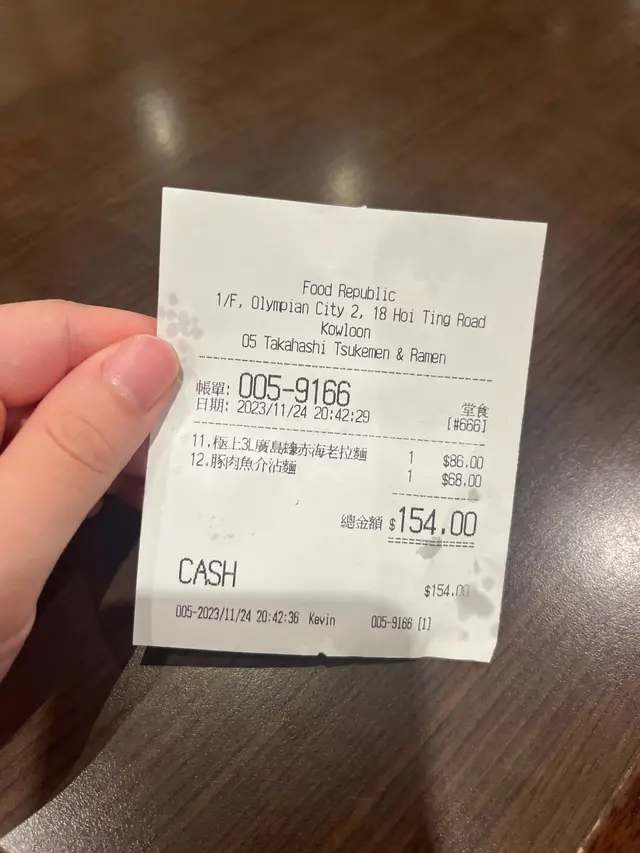 Food Republic
1/F, Olympian City 2, 18 Hoi Ting Road
Kowloon
05 Takahashi Tsukemen & Ramen
帳單: 005-9166 堂食
日期: 2023/11/24 20:42:29 [#666]
11.極上3L廣島蠔赤海老拉麵 1 $86.00
12.豚肉魚介沾麵 1 $68.00
總金額 $154.00
CASH $154.00
005-2023/11/24 20:42:36 Kevin 005-9166 [1]